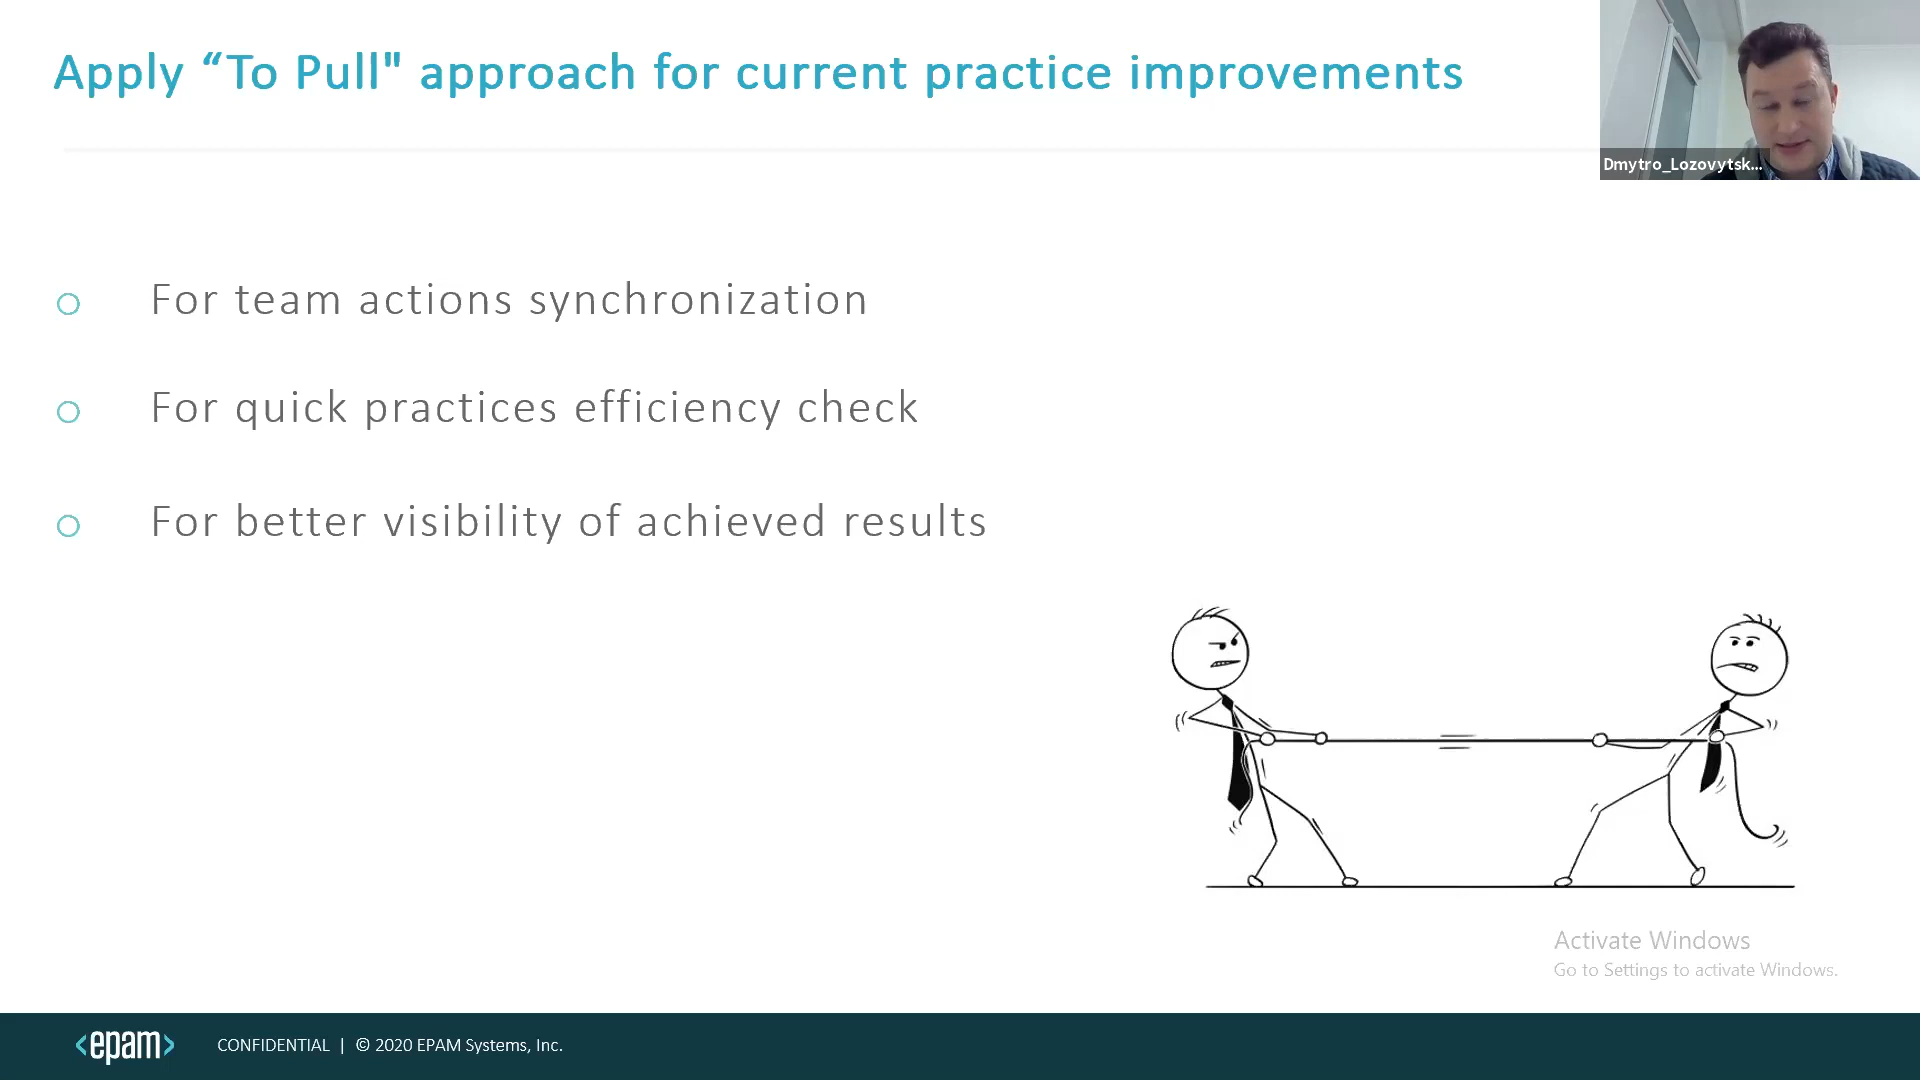 Apply “To Pull" approach for current practice improvements
Dmytro_Lozovytsk...
For team actions synchronization
For quick practices efficiency check
For better visibility of achieved results
Activate Windows
Go to Settings to activate Windows.
<epam> CONFIDENTIAL | © 2020 EPAM Systems, Inc.